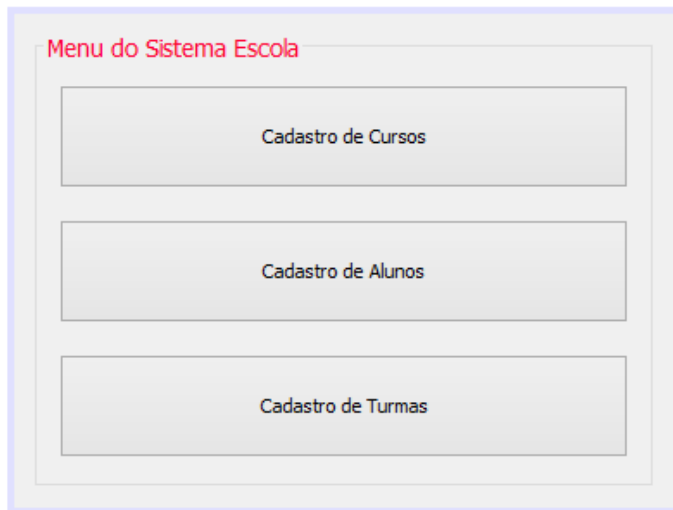 Menu do Sistema Escola
Cadastro de Cursos
Cadastro de Alunos
Cadastro de Turmas